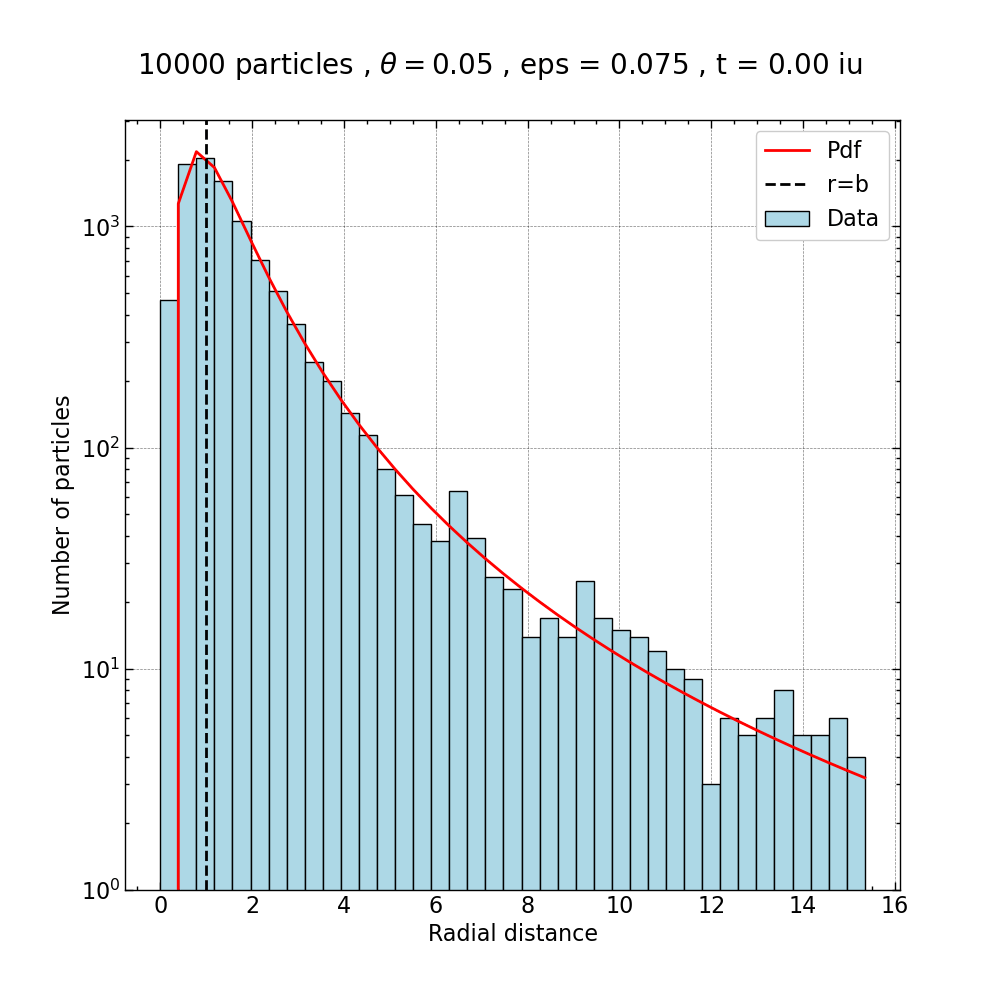 10000 particles , θ = 0.05 , eps = 0.075 , t = 0.00 iu
Pdf
r=b
Data
10³
10²
10¹
10⁰
Number of particles
0 2 4 6 8 10 12 14 16
Radial distance